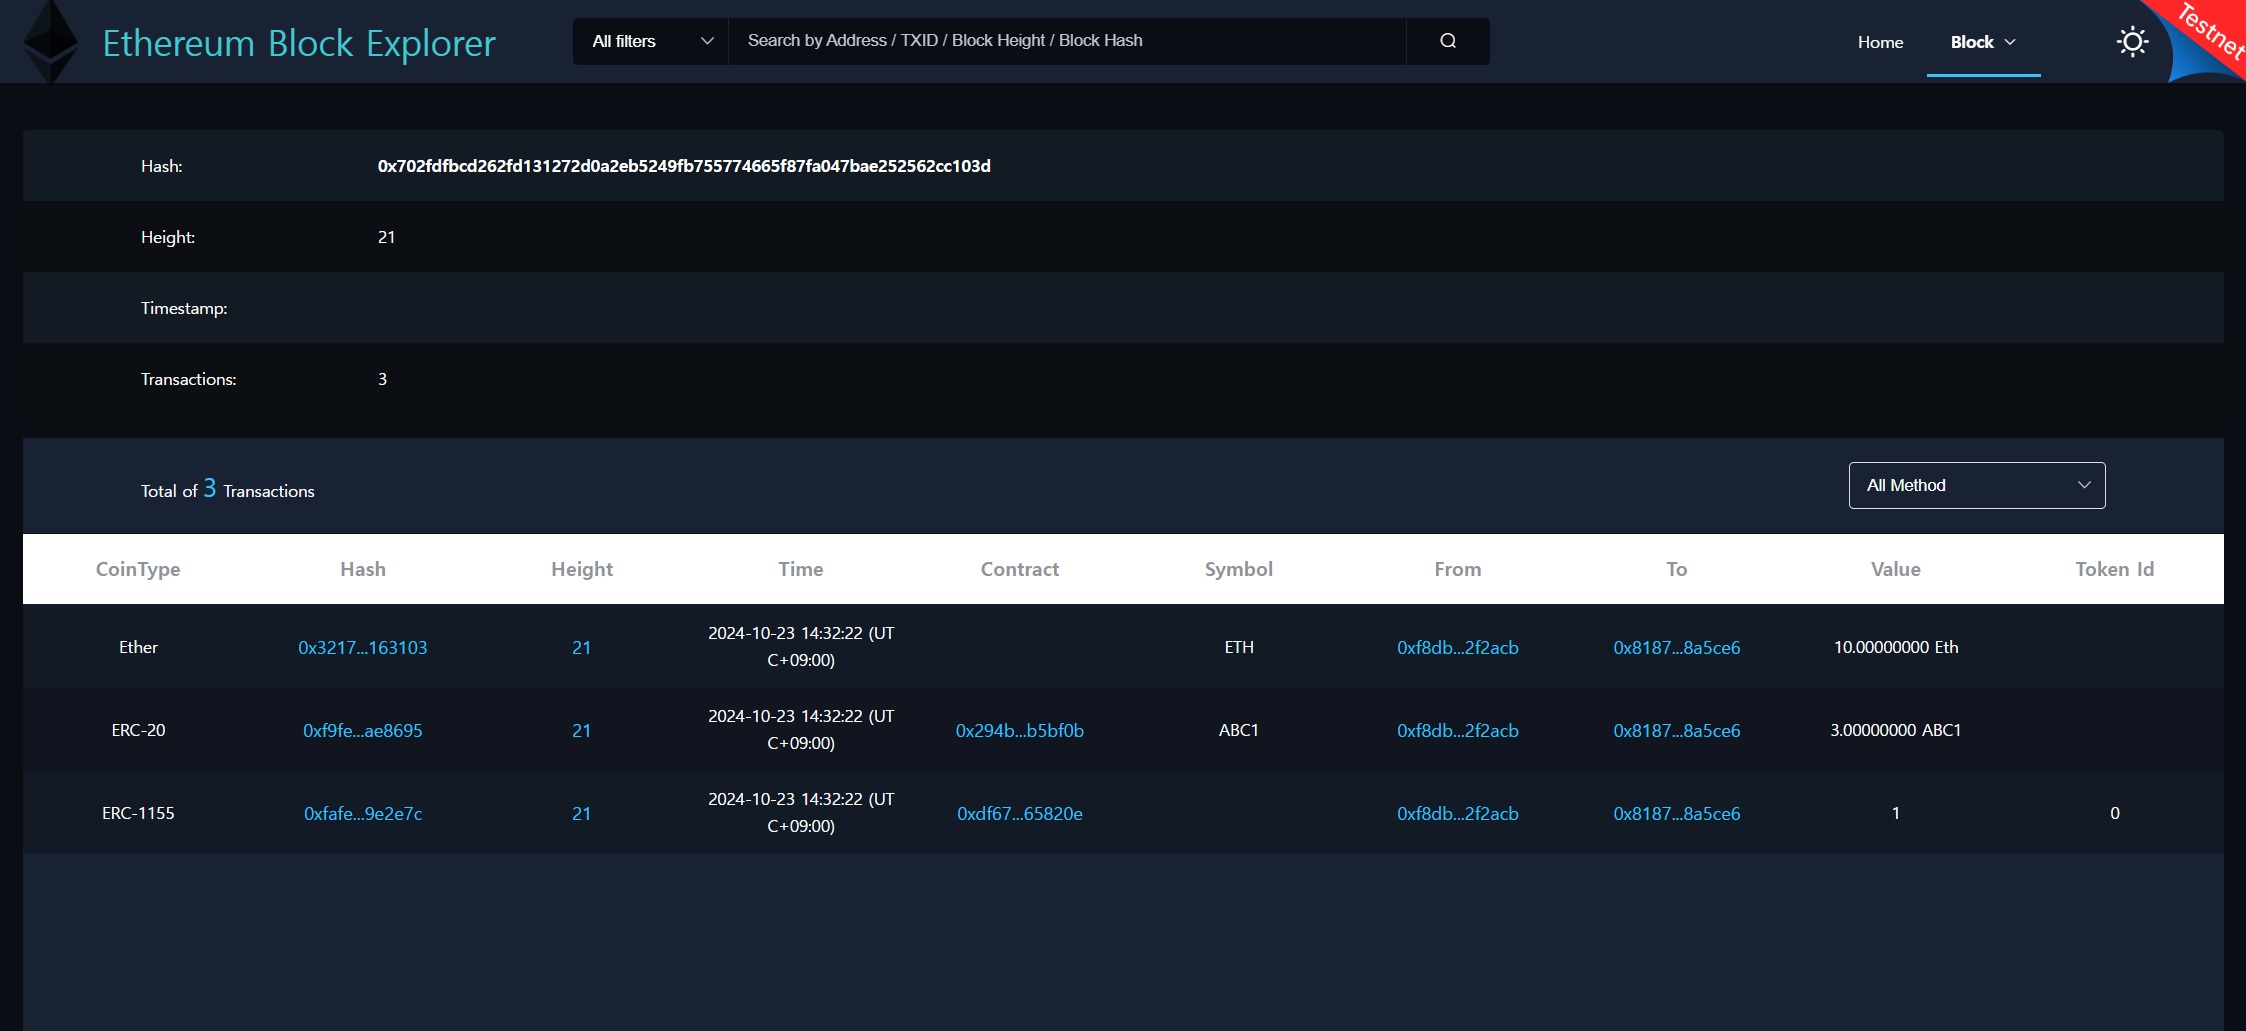 Ethereum Block Explorer
All filters
Search by Address / TXID / Block Height / Block Hash
Home
Block
Testnet
Hash: 0x702fdfbcd262fd131272d0a2eb5249fb755774665f87fa047bae252562cc103d
Height: 21
Timestamp:
Transactions: 3
Total of 3 Transactions
All Method
CoinType Hash Height Time Contract Symbol From To Value Token Id
Ether 0x3217...163103 21 2024-10-23 14:32:22 (UT
C+09:00) ETH 0xf8db...2f2acb 0x8187...8a5ce6 10.00000000 Eth
ERC-20 0xf9fe...ae8695 21 2024-10-23 14:32:22 (UT
C+09:00) 0x294b...b5bf0b ABC1 0xf8db...2f2acb 0x8187...8a5ce6 3.00000000 ABC1
ERC-1155 0xfafe...9e2e7c 21 2024-10-23 14:32:22 (UT
C+09:00) 0xdf67...65820e 0xf8db...2f2acb 0x8187...8a5ce6 1 0